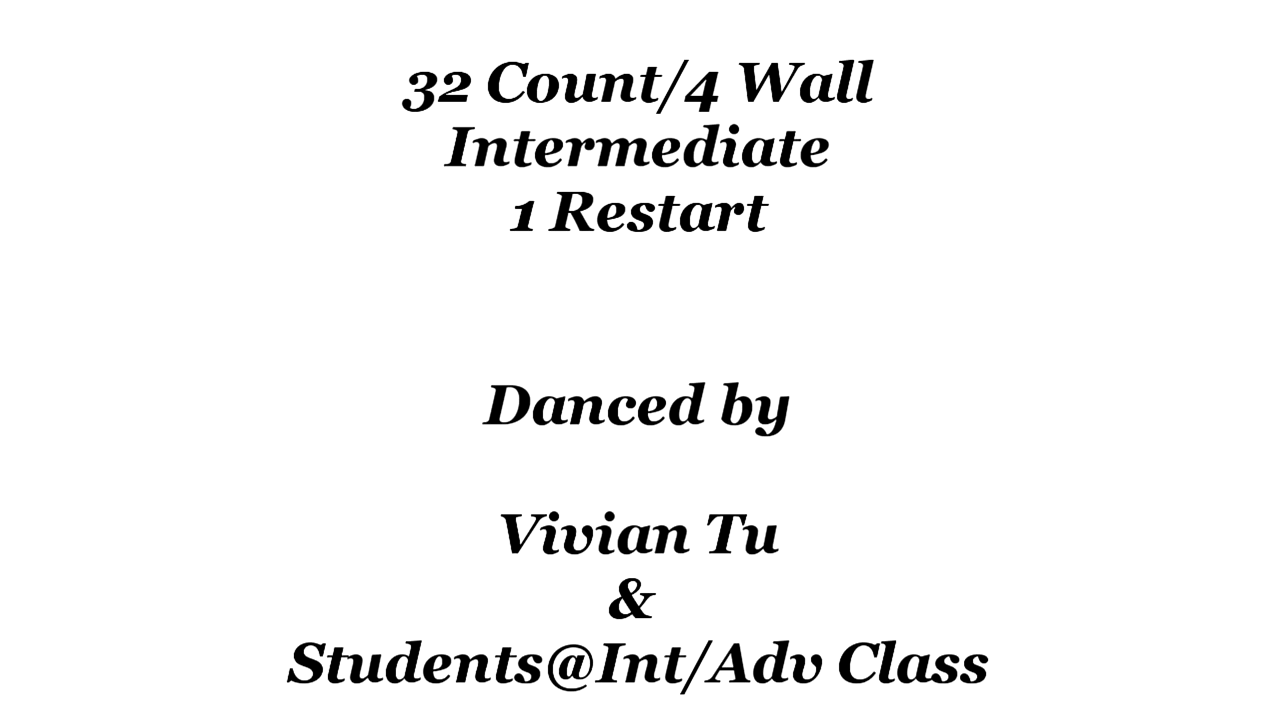 32 Count/4 Wall
Intermediate
1 Restart
Danced by
Vivian Tu
&
Students@Int/Adv Class